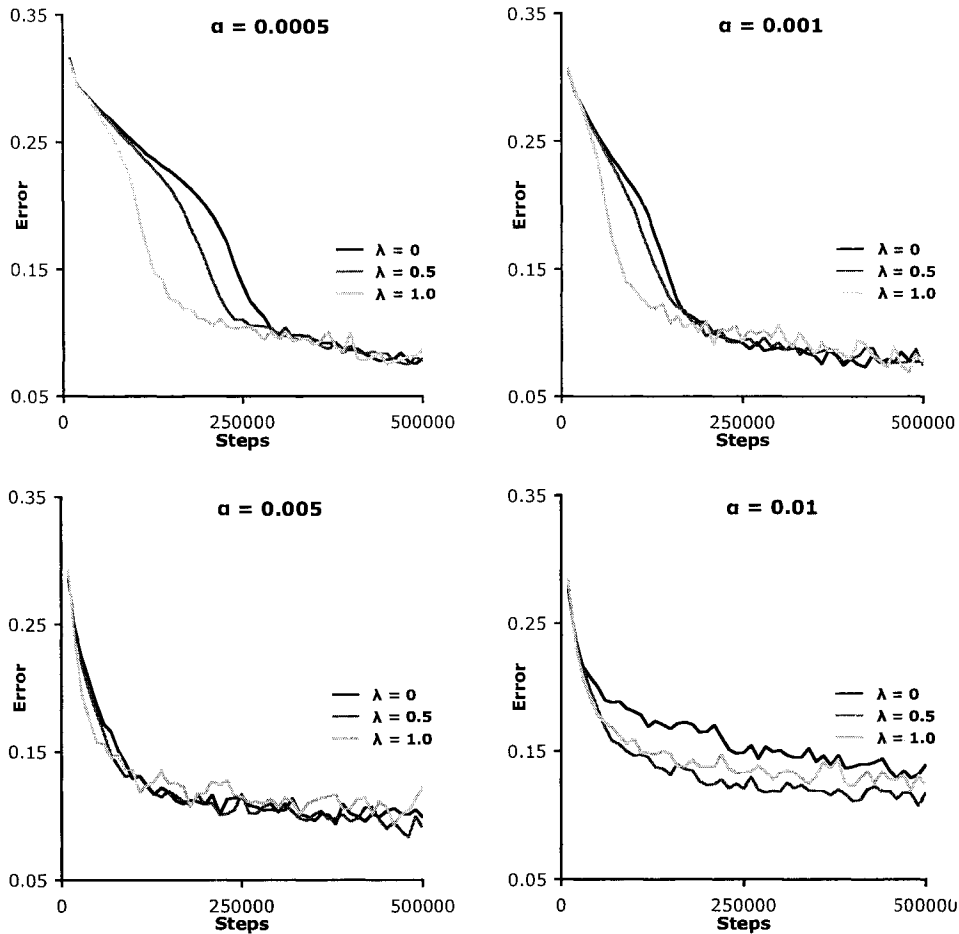 α = 0.0005
0.35
0.25
0.15
0.05
Error
λ = 0
λ = 0.5
λ = 1.0
0
250000
500000
Steps
α = 0.001
0.35
0.25
0.15
0.05
Error
λ = 0
λ = 0.5
λ = 1.0
0
250000
500000
Steps
α = 0.005
0.35
0.25
0.15
0.05
Error
λ = 0
λ = 0.5
λ = 1.0
0
250000
500000
Steps
α = 0.01
0.35
0.25
0.15
0.05
Error
λ = 0
λ = 0.5
λ = 1.0
0
250000
500000
Steps